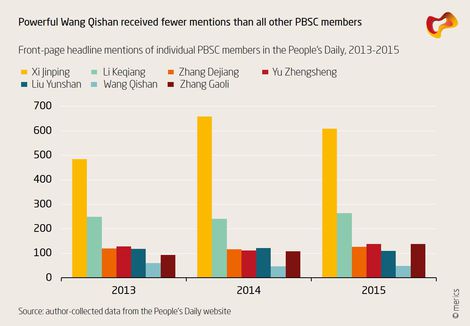 Powerful Wang Qishan received fewer mentions than all other PBSC members
Front-page headline mentions of individual PBSC members in the People's Daily, 2013-2015
Xi Jinping Li Keqiang Zhang Dejiang Yu Zhengsheng
Liu Yunshan Wang Qishan Zhang Gaoli
700
600
500
400
300
200
100
0
2013 2014 2015
Source: author-collected data from the People's Daily website
© merics